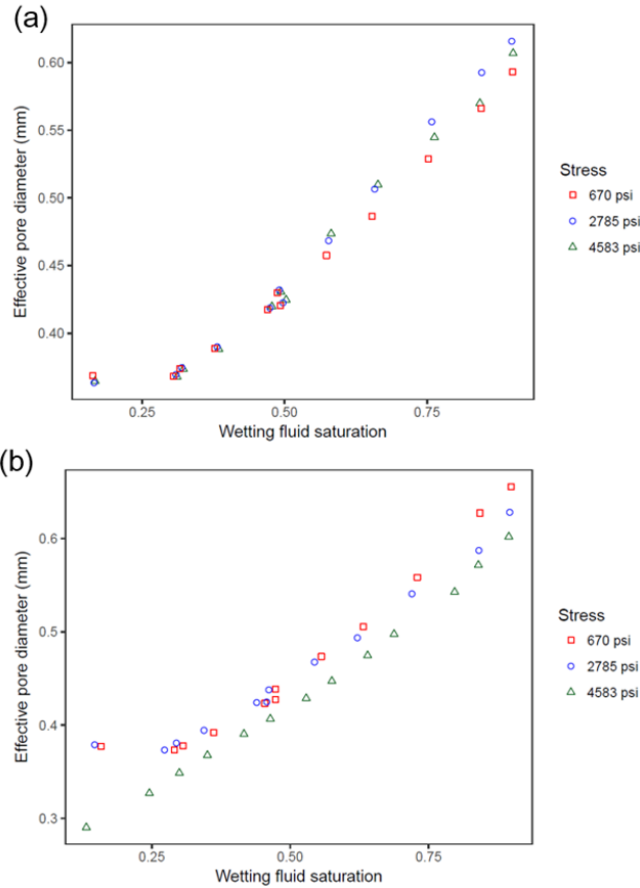 (a)
0.60
0.55
0.50
0.45
0.40
Effective pore diameter (mm)
0.25 0.50 0.75
Wetting fluid saturation
Stress
670 psi
2785 psi
4583 psi
(b)
0.6
0.5
0.4
0.3
Effective pore diameter (mm)
0.25 0.50 0.75
Wetting fluid saturation
Stress
670 psi
2785 psi
4583 psi